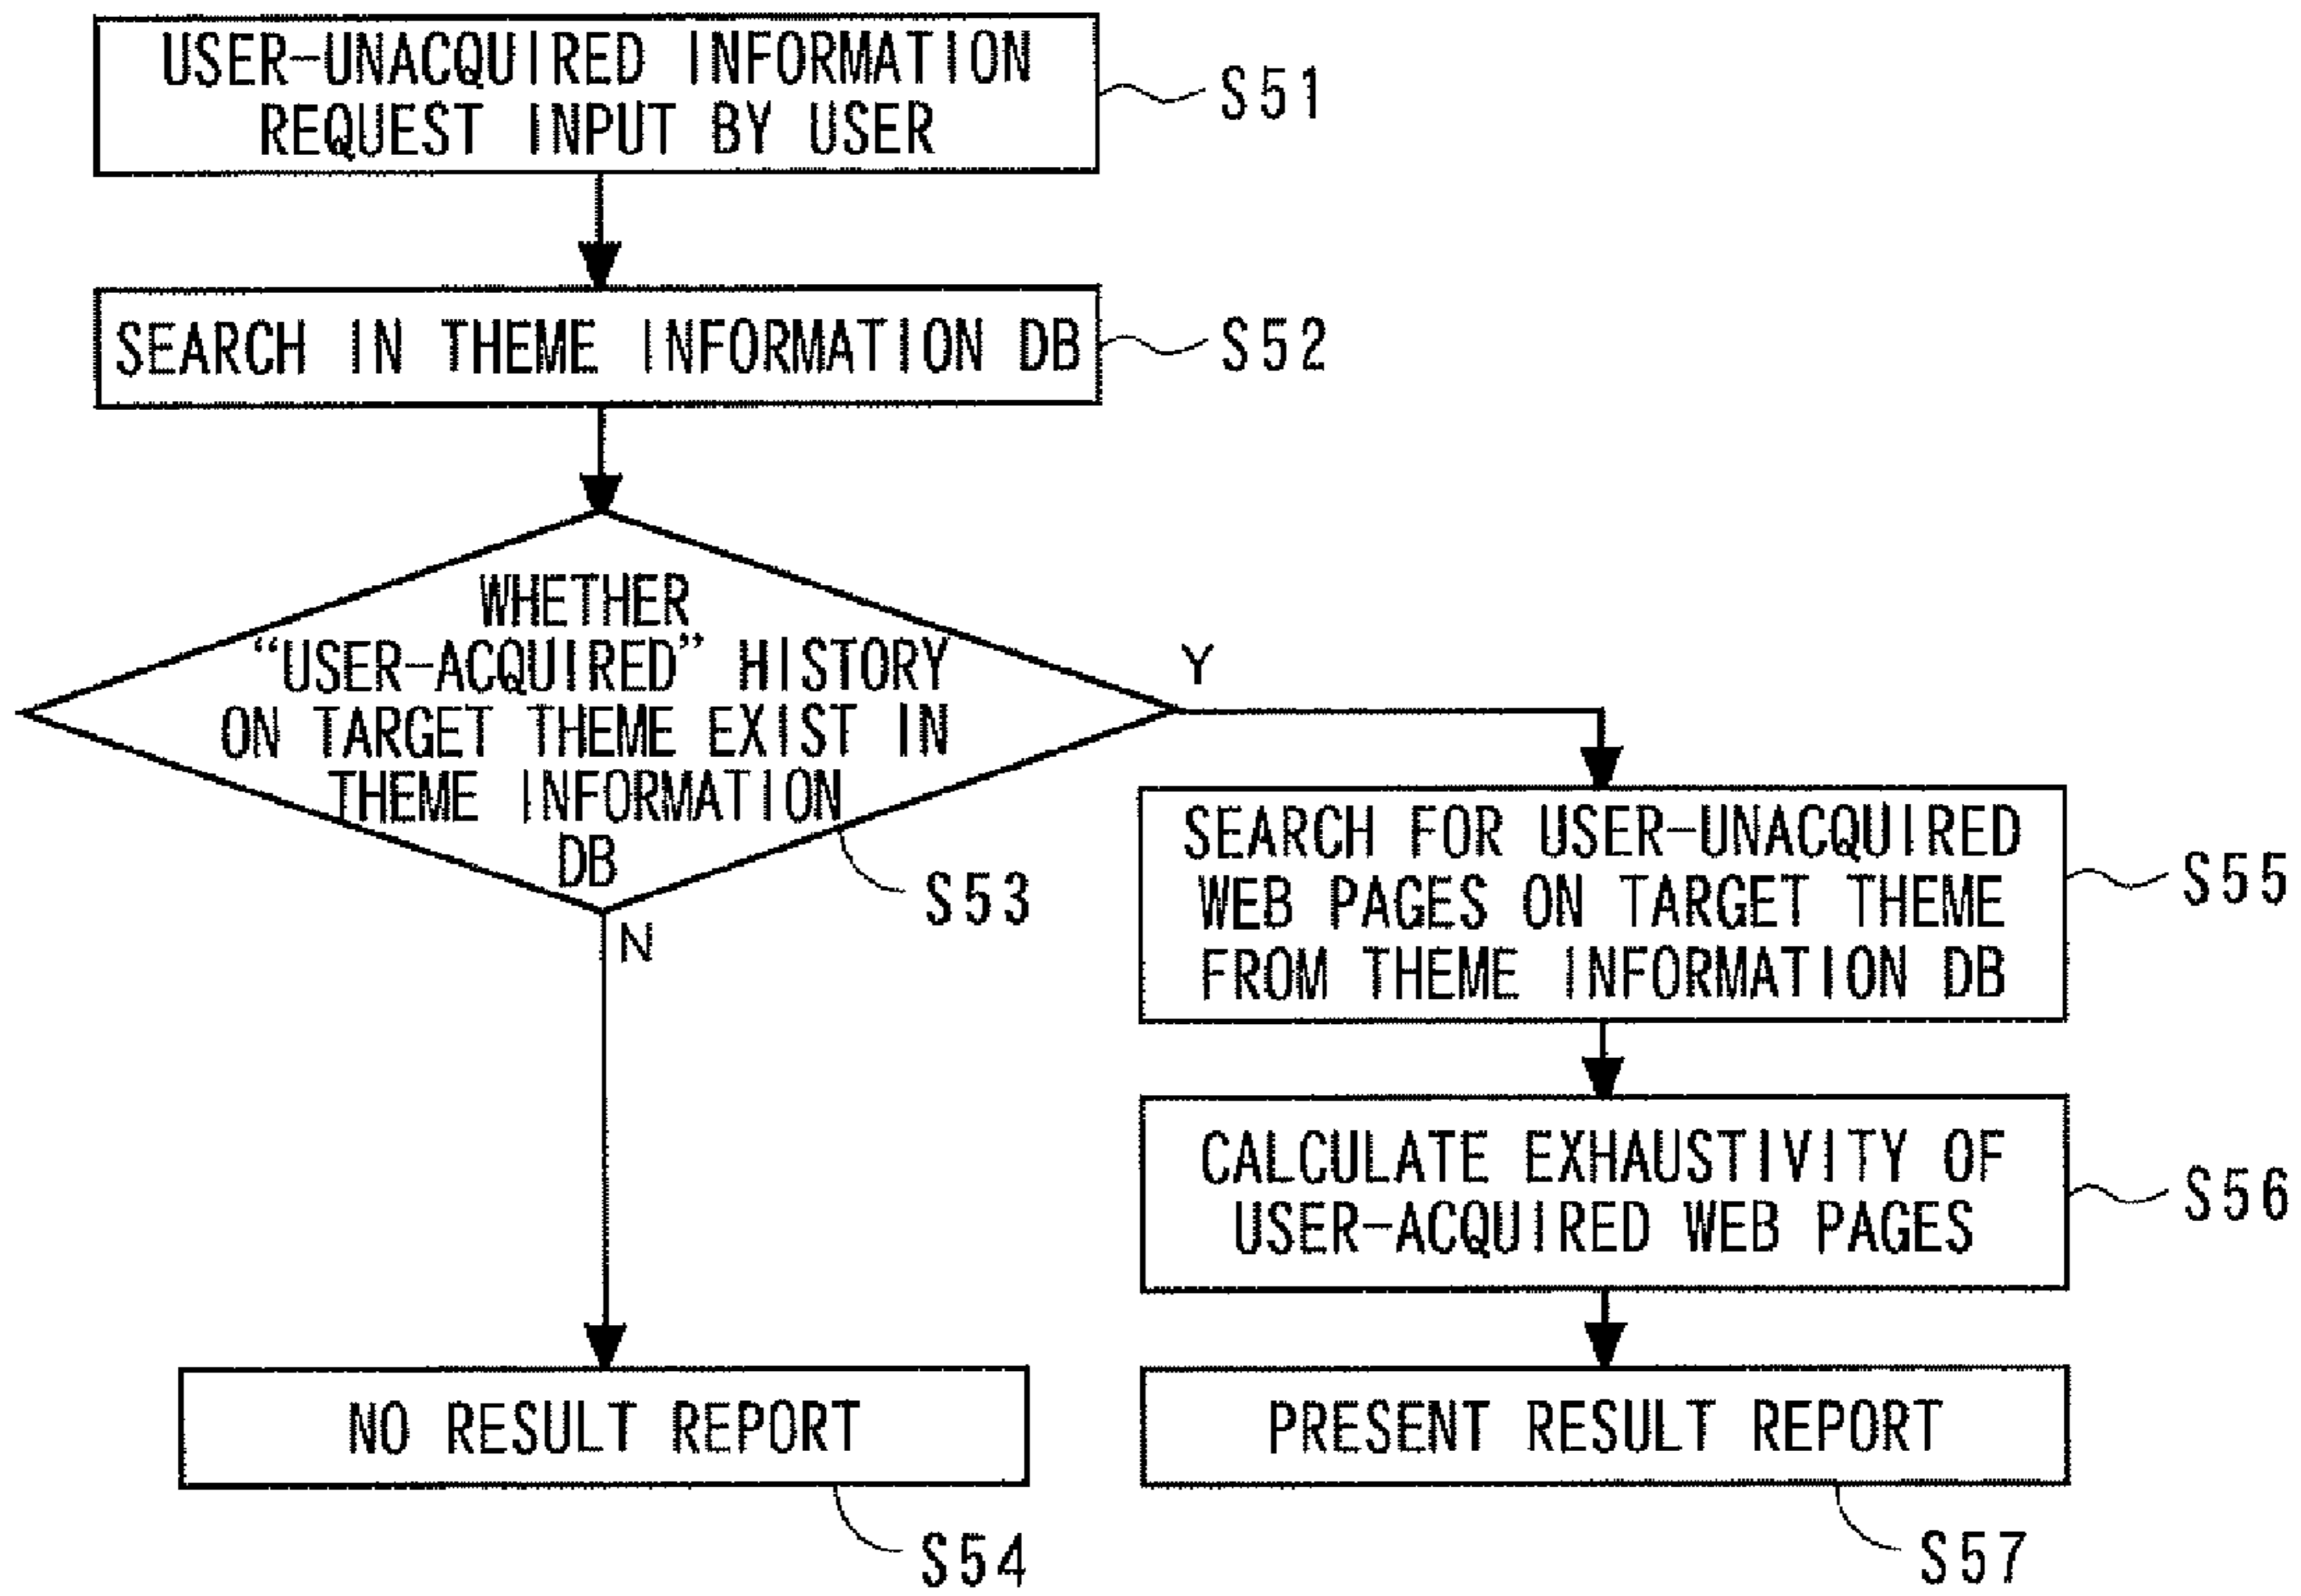 USER-UNACQUIRED INFORMATION
REQUEST INPUT BY USER
S51
SEARCH IN THEME INFORMATION DB
S52
WHETHER
“USER-ACQUIRED” HISTORY
ON TARGET THEME EXIST IN
THEME INFORMATION
DB
S53
Y
N
SEARCH FOR USER-UNACQUIRED
WEB PAGES ON TARGET THEME
FROM THEME INFORMATION DB
S55
CALCULATE EXHAUSTIVITY OF
USER-ACQUIRED WEB PAGES
S56
NO RESULT REPORT
S54
PRESENT RESULT REPORT
S57